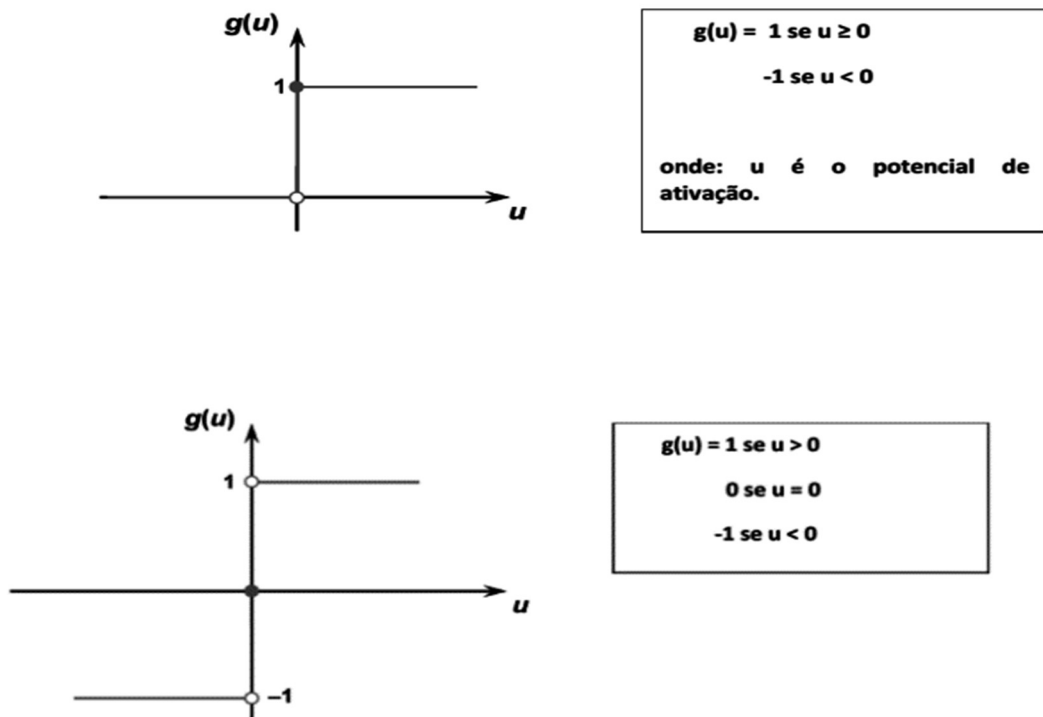 g(u)
1
u
g(u) = 1 se u ≥ 0
-1 se u < 0
onde: u é o potencial de
ativação.
g(u)
1
u
–1
g(u) = 1 se u > 0
0 se u = 0
-1 se u < 0